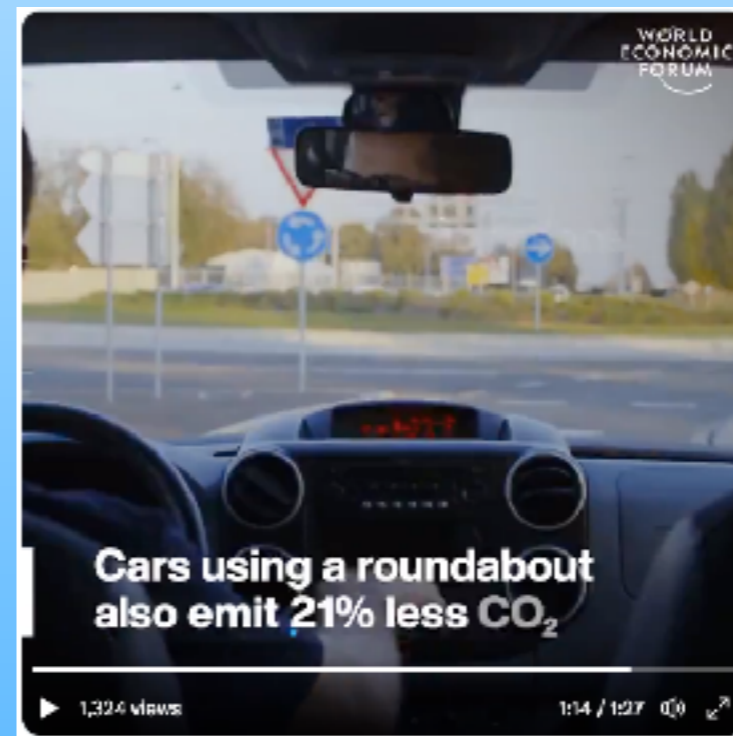 WORLD
ECONOMIC
FORUM
Cars using a roundabout
also emit 21% less CO₂
1,324 views
1:14 / 1:27